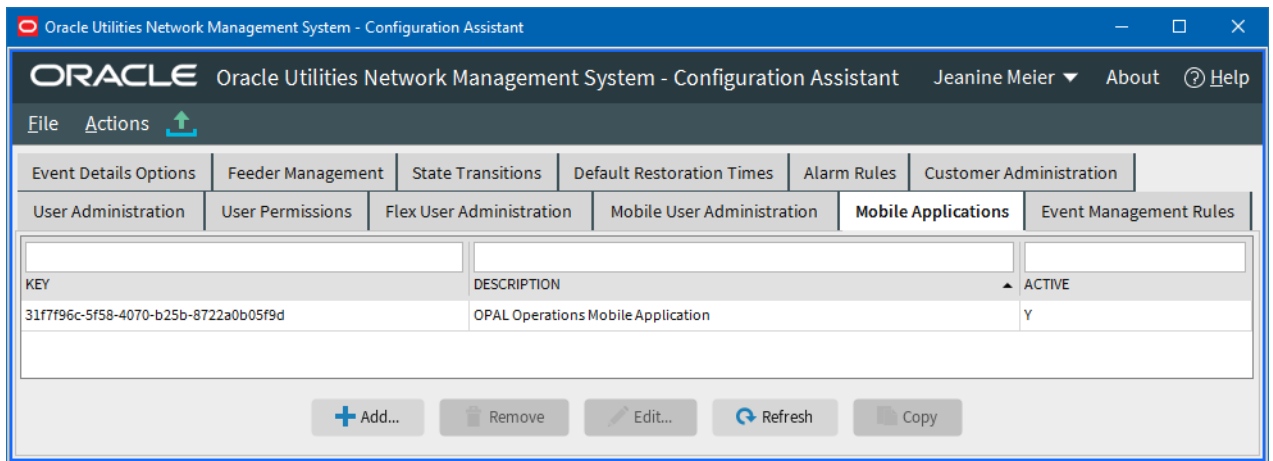 Oracle Utilities Network Management System - Configuration Assistant
ORACLE Oracle Utilities Network Management System - Configuration Assistant Jeanine Meier About Help
File Actions
Event Details Options Feeder Management State Transitions Default Restoration Times Alarm Rules Customer Administration
User Administration User Permissions Flex User Administration Mobile User Administration Mobile Applications Event Management Rules
KEY DESCRIPTION ACTIVE
31f7f96c-5f58-4070-b25b-8722a0b05f9d OPAL Operations Mobile Application Y
Add... Remove Edit... Refresh Copy